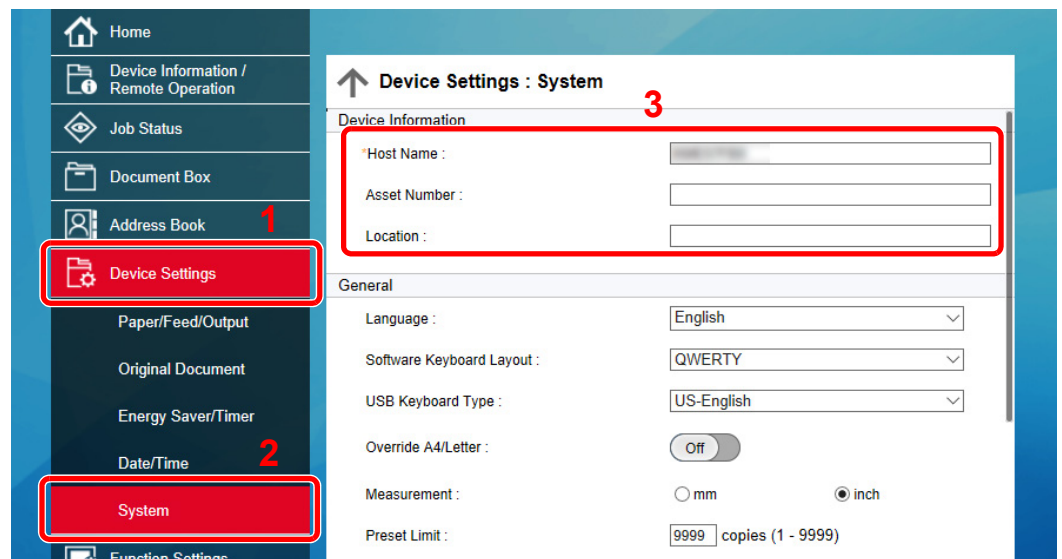 Home
Device Information /
Remote Operation
Job Status
Document Box
1
Address Book
Device Settings
Paper/Feed/Output
Original Document
Energy Saver/Timer
2
Date/Time
System
Function Settings
Device Settings : System
3
Device Information
*Host Name :
Asset Number :
Location :
General
Language : English
Software Keyboard Layout : QWERTY
USB Keyboard Type : US-English
Override A4/Letter : Off
Measurement : mm inch
Preset Limit : 9999 copies (1 - 9999)